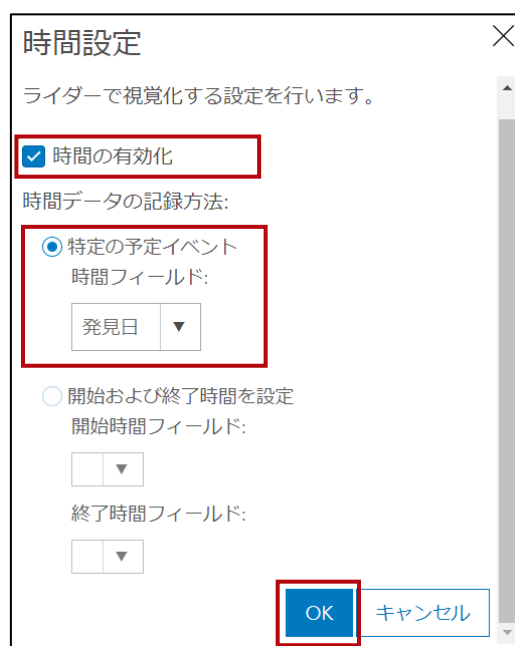 時間設定
ライダーで視覚化する設定を行います。
時間の有効化
時間データの記録方法:
特定の予定イベント
時間フィールド:
発見日
開始および終了時間を設定
開始時間フィールド:
終了時間フィールド:
OK キャンセル